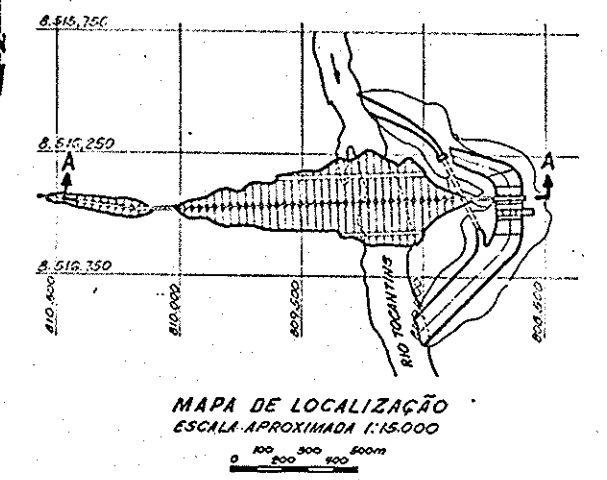 8.515,750
8.516,250
A
A
8.516.350
810.500
810.000
809.500
808.500
RIO TOCANTINS
MAPA DE LOCALIZAÇÃO
ESCALA APROXIMADA 1:15.000
0 100 200 300 400 500m